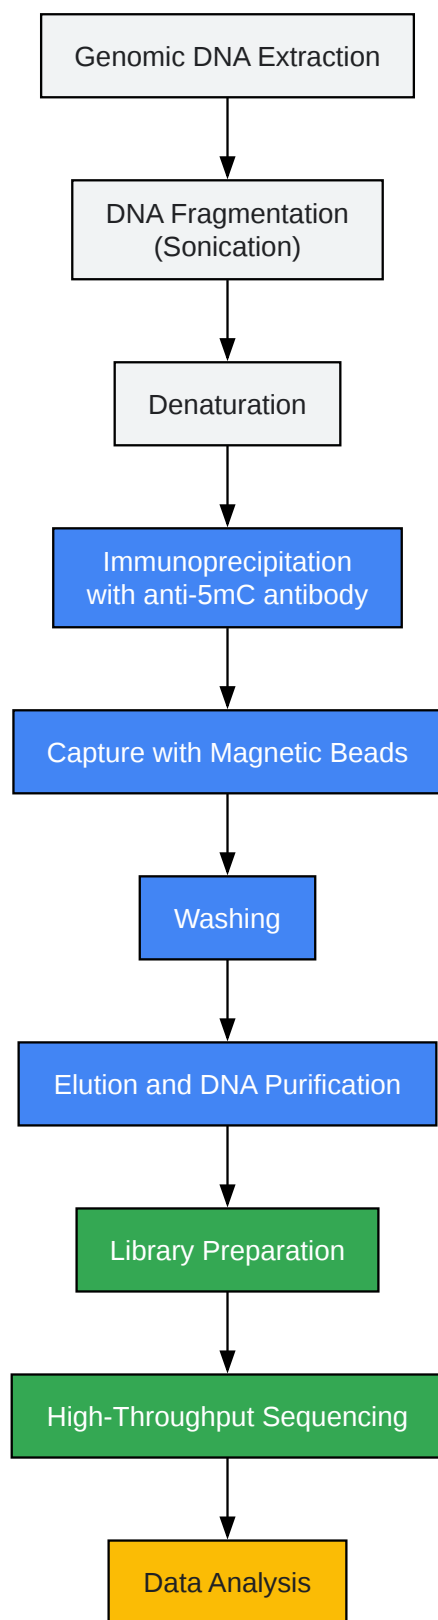 Genomic DNA Extraction
DNA Fragmentation
(Sonication)
Denaturation
Immunoprecipitation
with anti-5mC antibody
Capture with Magnetic Beads
Washing
Elution and DNA Purification
Library Preparation
High-Throughput Sequencing
Data Analysis